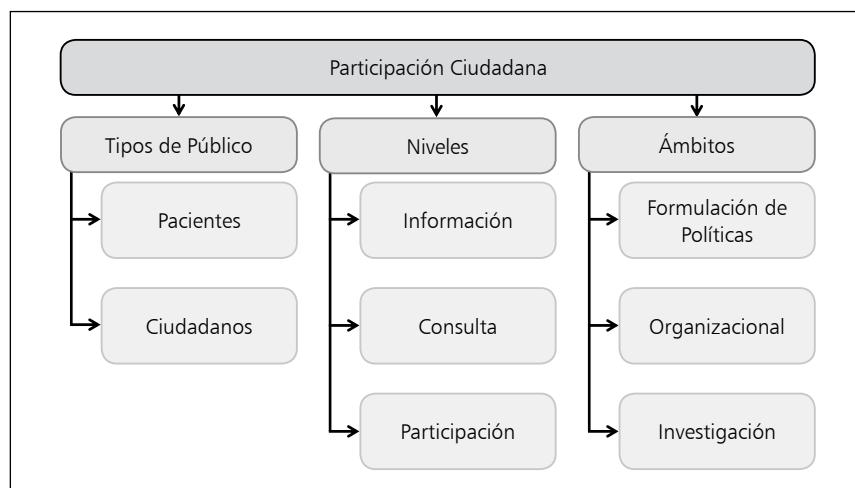 Participación Ciudadana
Tipos de Público
Pacientes
Ciudadanos
Niveles
Información
Consulta
Participación
Ámbitos
Formulación de
Políticas
Organizacional
Investigación